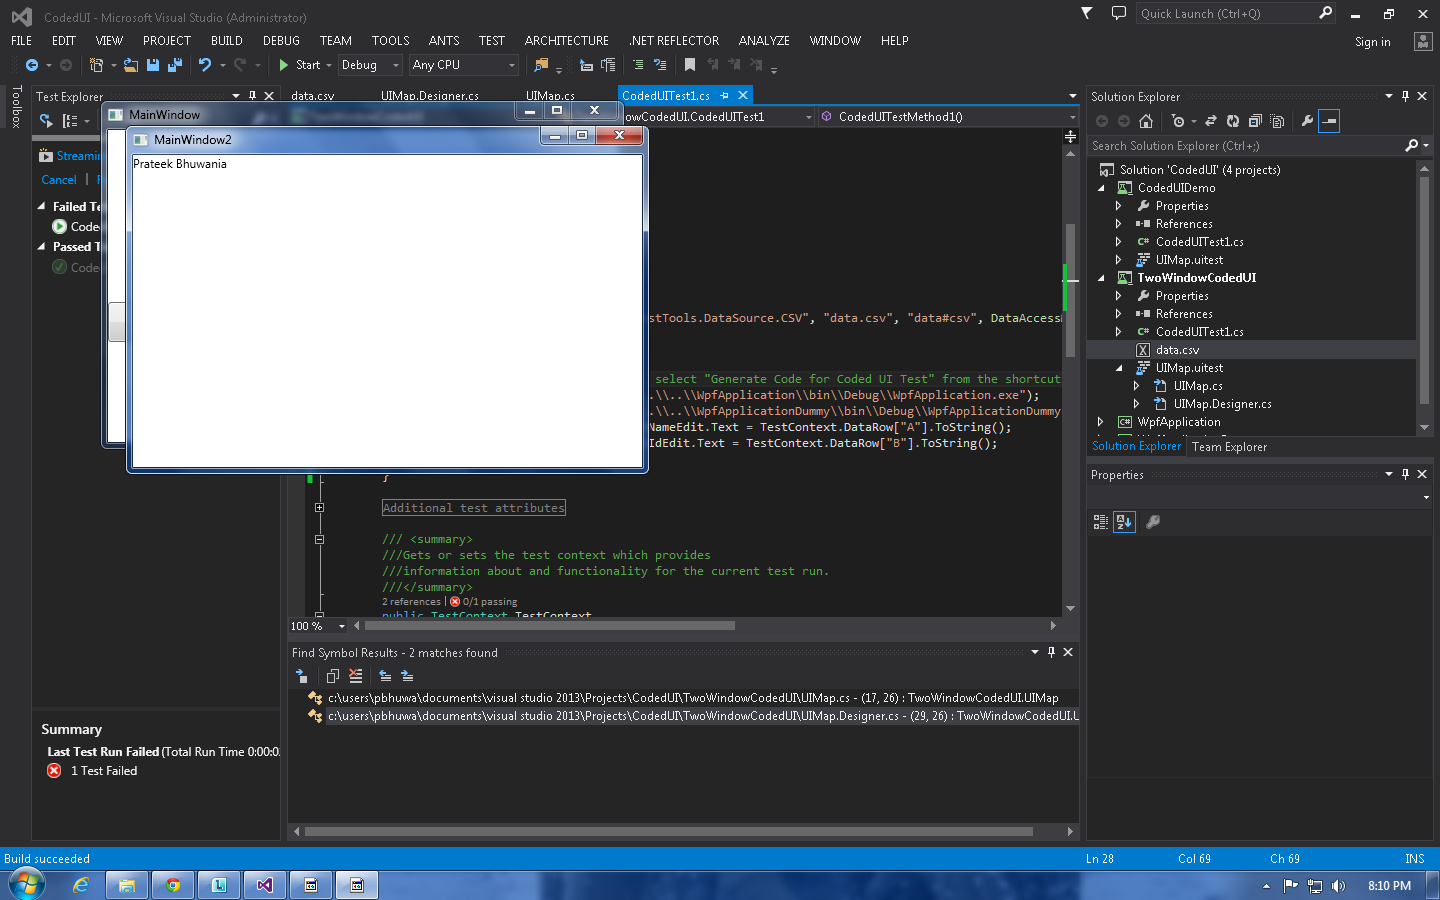 CodedUI - Microsoft Visual Studio (Administrator)
Quick Launch (Ctrl+Q)
FILE EDIT VIEW PROJECT BUILD DEBUG TEAM TOOLS ANTS TEST ARCHITECTURE .NET REFLECTOR ANALYZE WINDOW HELP
Sign in
Start Debug Any CPU
Toolbox
Test Explorer
data.csv UIMap.Designer.cs UIMap.cs CodedUITest1.cs
MainWindow
owCodedUI.CodedUITest1 CodedUITestMethod1()
MainWindow2
Prateek Bhuwania
Streamin
Cancel
Failed Te
Coded
Passed T
Coded
stTools.DataSource.CSV", "data.csv", "data#csv", DataAccess
select "Generate Code for Coded UI Test" from the shortcut
.\\..\\WpfApplication\\bin\\Debug\\WpfApplication.exe");
.\\..\\WpfApplicationDummy\\bin\\Debug\\WpfApplicationDummy
NameEdit.Text = TestContext.DataRow["A"].ToString();
IdEdit.Text = TestContext.DataRow["B"].ToString();
}
Additional test attributes
/// <summary>
///Gets or sets the test context which provides
///information about and functionality for the current test run.
///</summary>
2 references | 0/1 passing
public TestContext TestContext
100 %
Find Symbol Results - 2 matches found
c:\users\pbhuwa\documents\visual studio 2013\Projects\CodedUI\TwoWindowCodedUI\UIMap.cs - (17, 26) : TwoWindowCodedUI.UIMap
c:\users\pbhuwa\documents\visual studio 2013\Projects\CodedUI\TwoWindowCodedUI\UIMap.Designer.cs - (29, 26) : TwoWindowCodedUI.U
Summary
Last Test Run Failed (Total Run Time 0:00:0
1 Test Failed
Solution Explorer
Search Solution Explorer (Ctrl+;)
Solution 'CodedUI' (4 projects)
CodedUIDemo
Properties
References
CodedUITest1.cs
UIMap.uitest
TwoWindowCodedUI
Properties
References
CodedUITest1.cs
data.csv
UIMap.uitest
UIMap.cs
UIMap.Designer.cs
WpfApplication
Solution Explorer Team Explorer
Properties
Build succeeded
Ln 28 Col 69 Ch 69 INS
8:10 PM